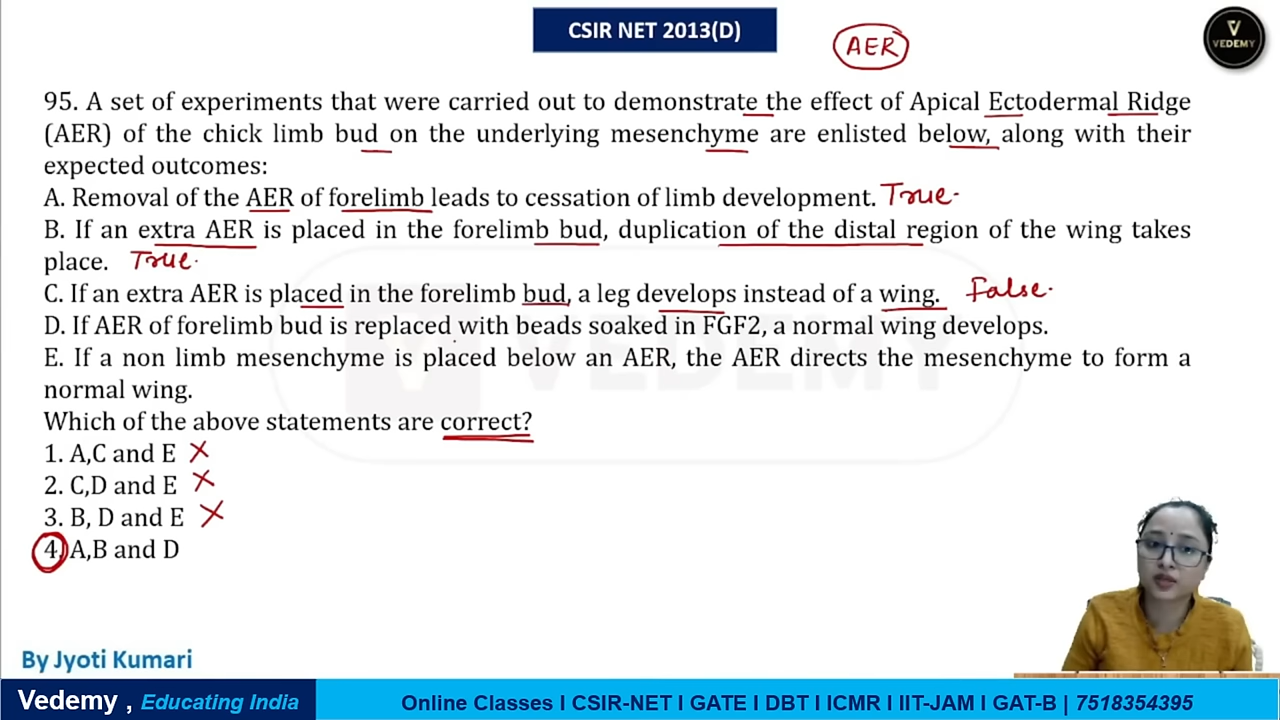 CSIR NET 2013(D)
AER
VEDEMY
95. A set of experiments that were carried out to demonstrate the effect of Apical Ectodermal Ridge
(AER) of the chick limb bud on the underlying mesenchyme are enlisted below, along with their
expected outcomes:
A. Removal of the AER of forelimb leads to cessation of limb development. True.
B. If an extra AER is placed in the forelimb bud, duplication of the distal region of the wing takes
place. True.
C. If an extra AER is placed in the forelimb bud, a leg develops instead of a wing. False.
D. If AER of forelimb bud is replaced with beads soaked in FGF2, a normal wing develops.
E. If a non limb mesenchyme is placed below an AER, the AER directs the mesenchyme to form a
normal wing.
Which of the above statements are correct?
1. A,C and E X
2. C,D and E X
3. B, D and E X
4. A,B and D
VEDEMY
By Jyoti Kumari
Vedemy , Educating India
Online Classes I CSIR-NET I GATE I DBT I ICMR I IIT-JAM I GAT-B | 7518354395